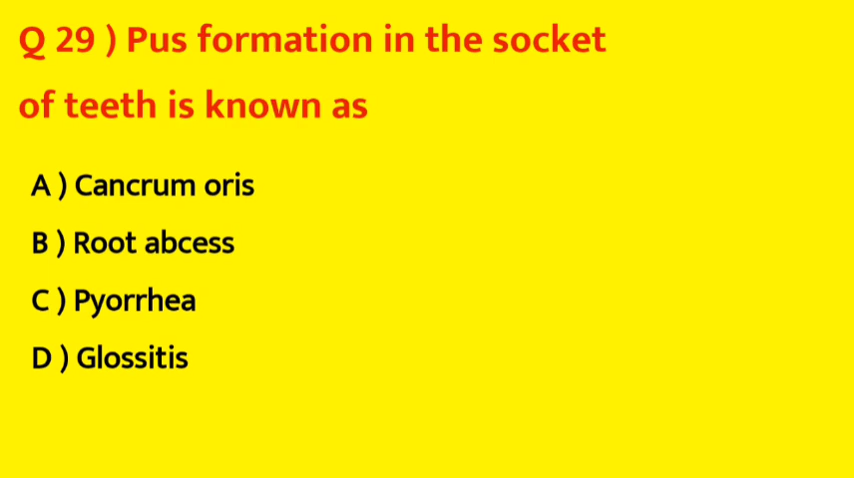 Q 29 ) Pus formation in the socket
of teeth is known as
A ) Cancrum oris
B ) Root abcess
C ) Pyorrhea
D ) Glossitis